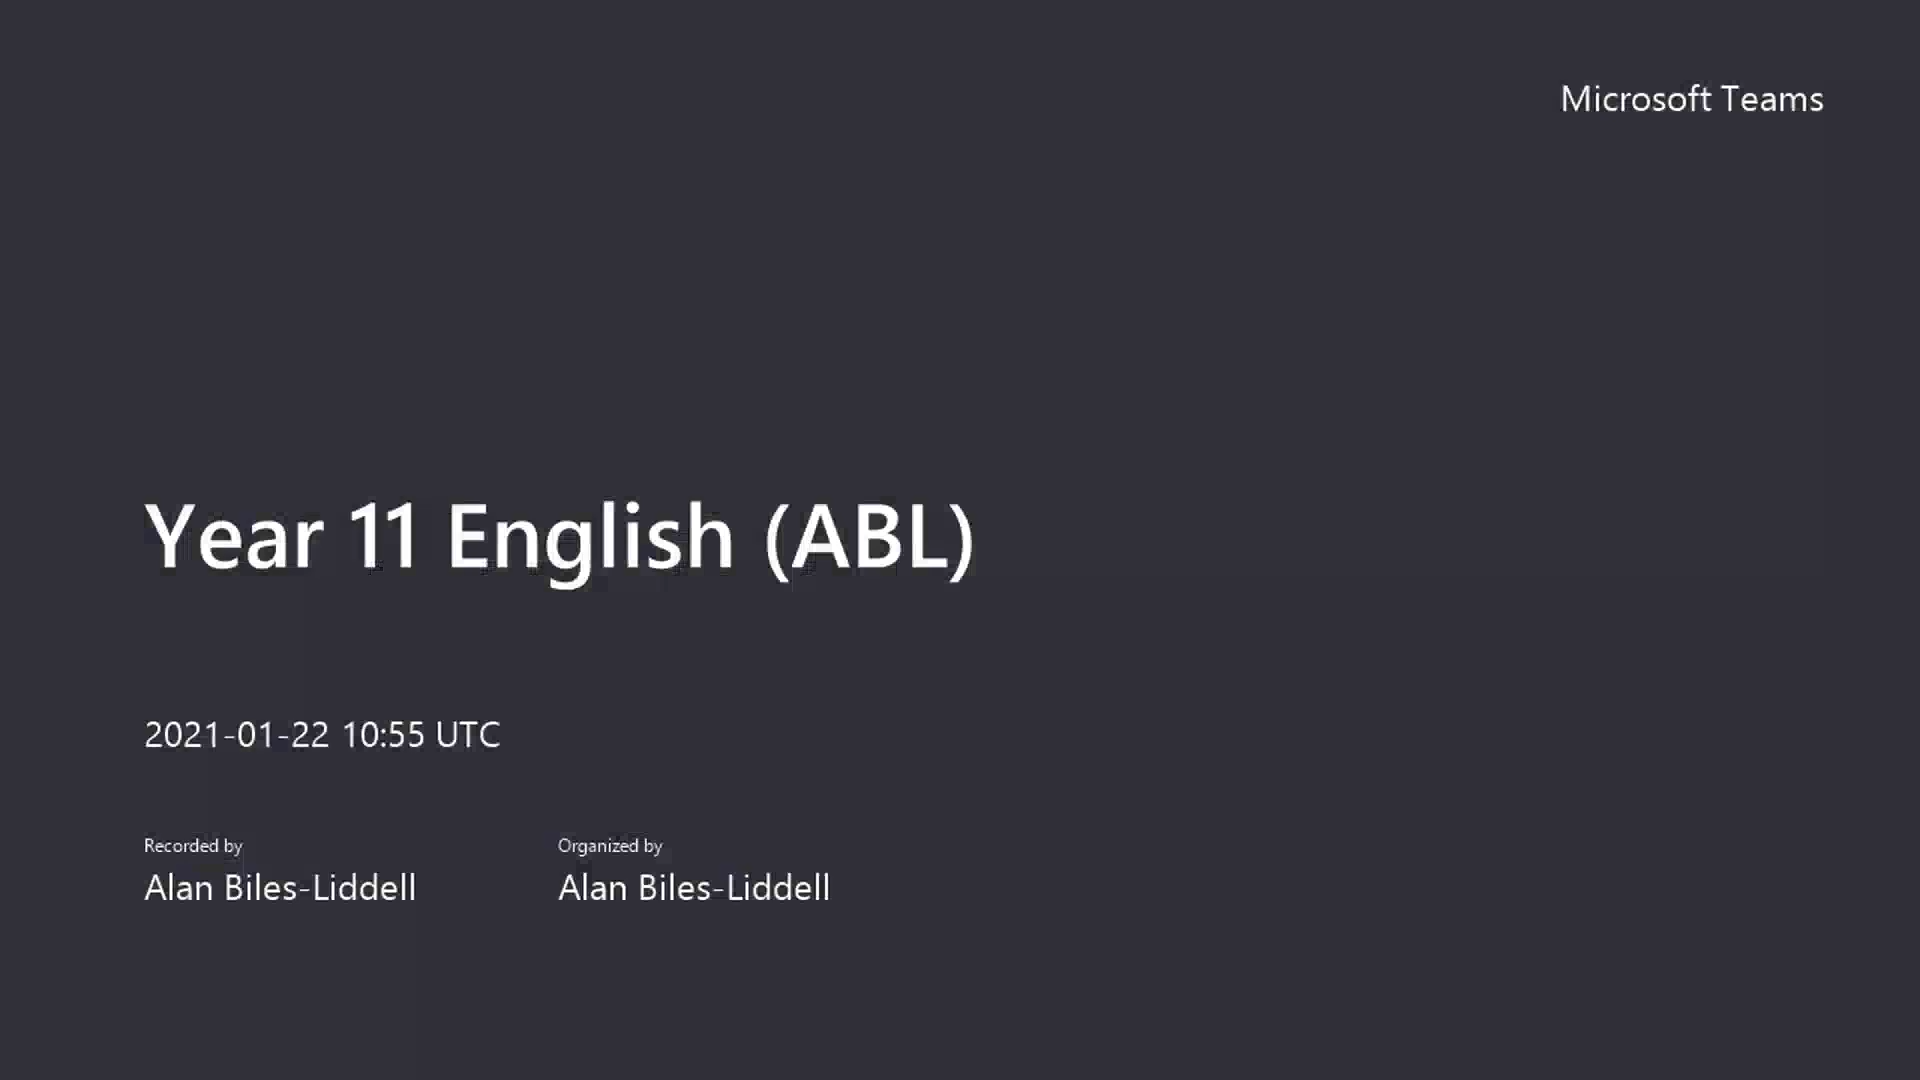 Microsoft Teams
Year 11 English (ABL)
2021-01-22 10:55 UTC
Recorded by
Alan Biles-Liddell
Organized by
Alan Biles-Liddell